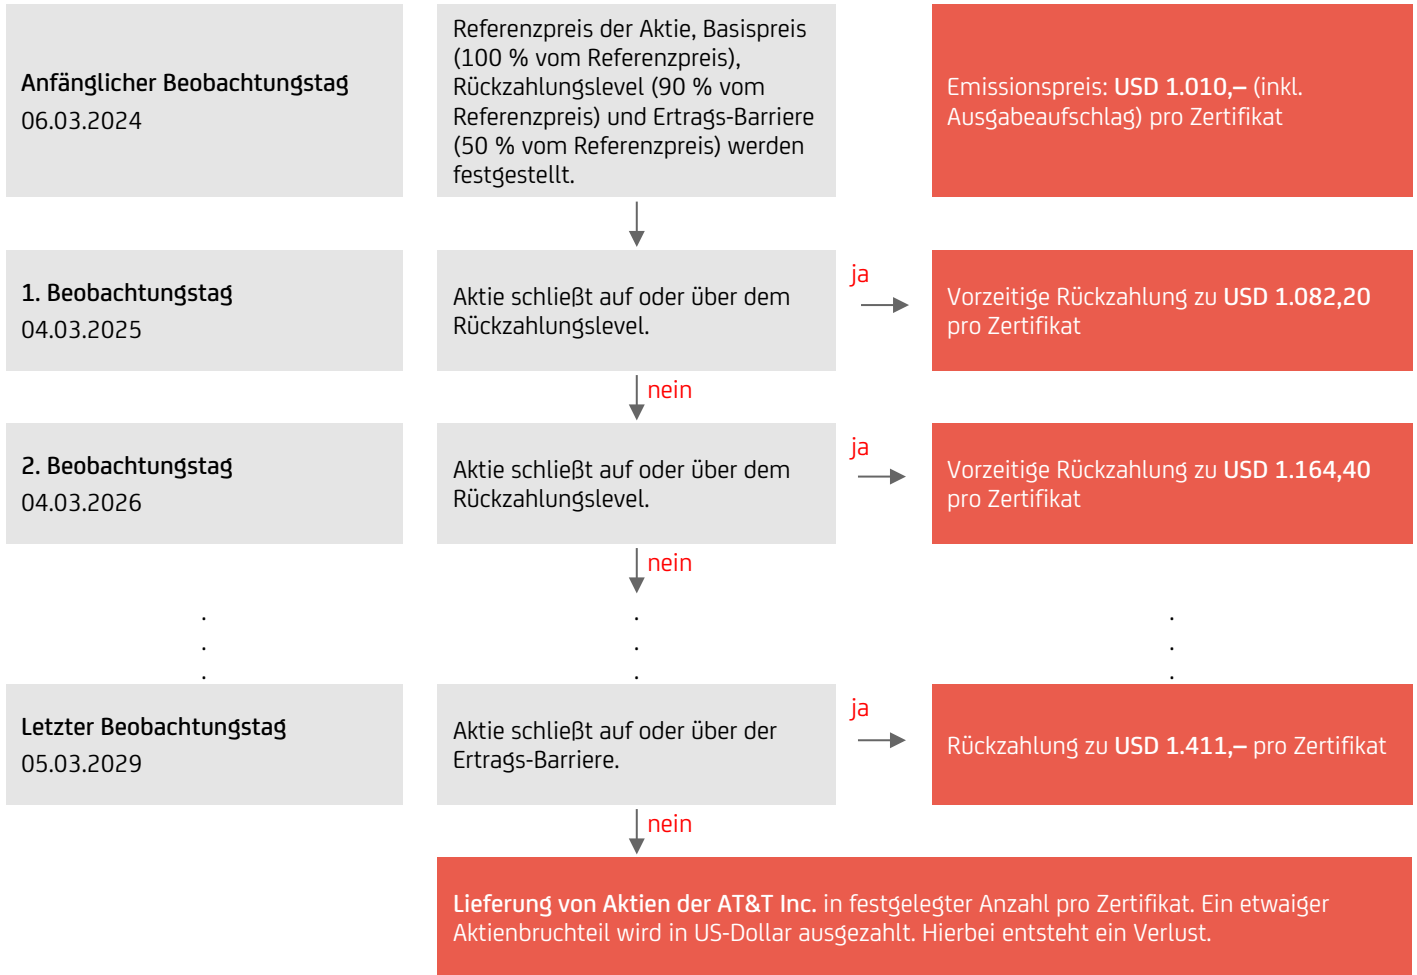 Anfänglicher Beobachtungstag
06.03.2024
Referenzpreis der Aktie, Basispreis
(100 % vom Referenzpreis),
Rückzahlungslevel (90 % vom
Referenzpreis) und Ertrags-Barriere
(50 % vom Referenzpreis) werden
festgestellt.
Emissionspreis: USD 1.010,– (inkl.
Ausgabeaufschlag) pro Zertifikat
1. Beobachtungstag
04.03.2025
Aktie schließt auf oder über dem
Rückzahlungslevel.
ja
Vorzeitige Rückzahlung zu USD 1.082,20
pro Zertifikat
nein
2. Beobachtungstag
04.03.2026
Aktie schließt auf oder über dem
Rückzahlungslevel.
ja
Vorzeitige Rückzahlung zu USD 1.164,40
pro Zertifikat
nein
Letzter Beobachtungstag
05.03.2029
Aktie schließt auf oder über der
Ertrags-Barriere.
ja
Rückzahlung zu USD 1.411,– pro Zertifikat
nein
Lieferung von Aktien der AT&T Inc. in festgelegter Anzahl pro Zertifikat. Ein etwaiger
Aktienbruchteil wird in US-Dollar ausgezahlt. Hierbei entsteht ein Verlust.